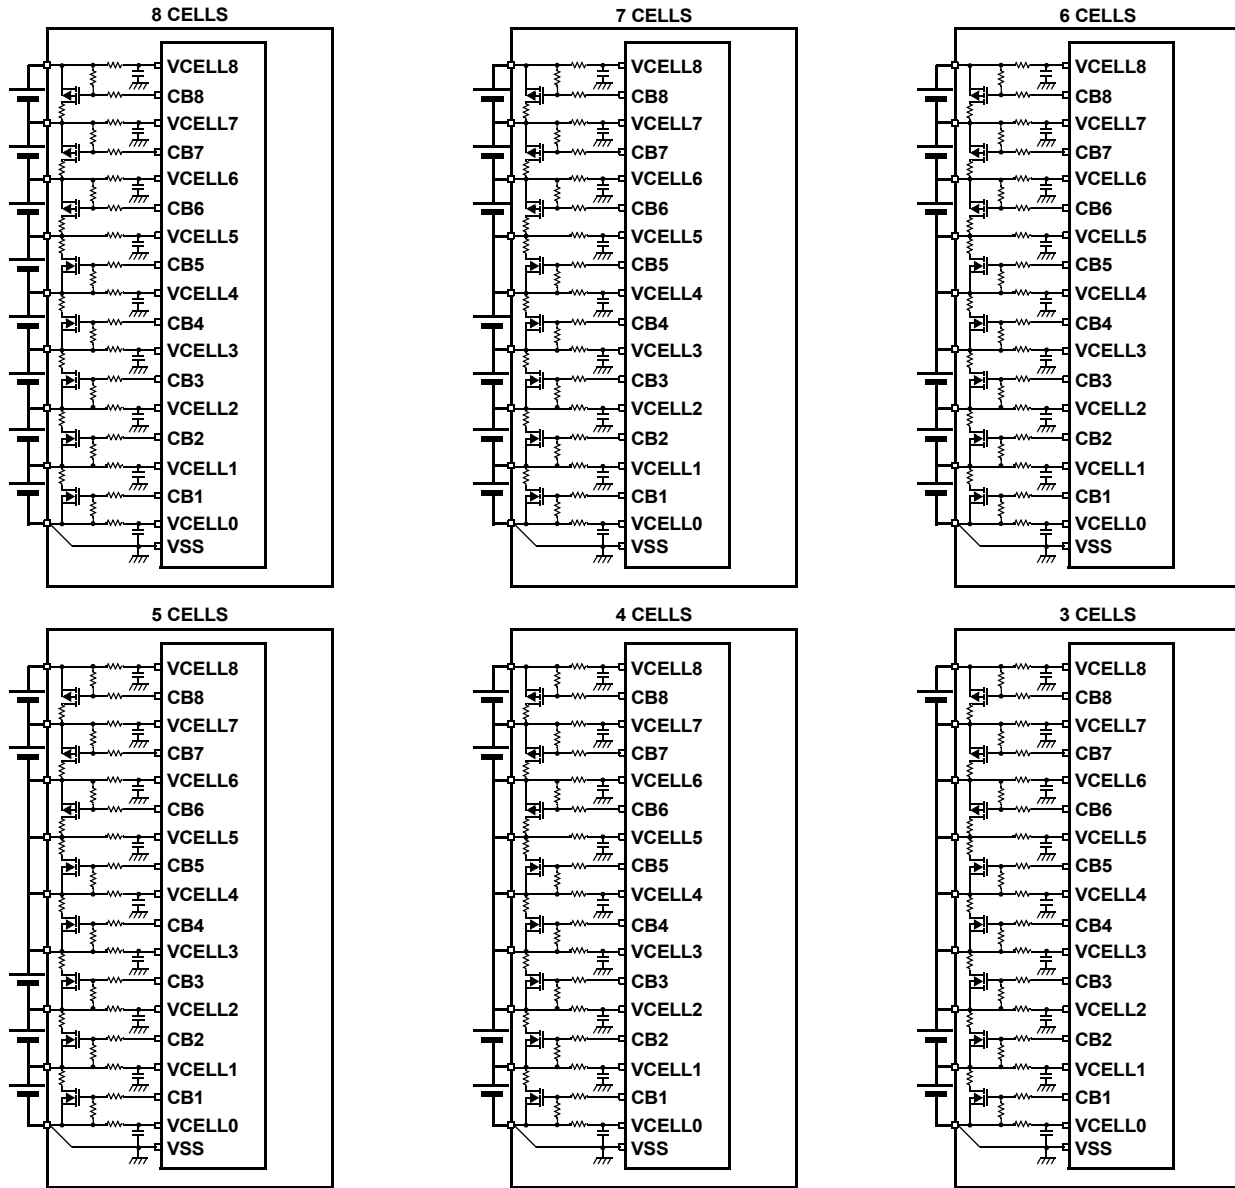 8 CELLS
VCELL8
CB8
VCELL7
CB7
VCELL6
CB6
VCELL5
CB5
VCELL4
CB4
VCELL3
CB3
VCELL2
CB2
VCELL1
CB1
VCELL0
VSS
7 CELLS
VCELL8
CB8
VCELL7
CB7
VCELL6
CB6
VCELL5
CB5
VCELL4
CB4
VCELL3
CB3
VCELL2
CB2
VCELL1
CB1
VCELL0
VSS
6 CELLS
VCELL8
CB8
VCELL7
CB7
VCELL6
CB6
VCELL5
CB5
VCELL4
CB4
VCELL3
CB3
VCELL2
CB2
VCELL1
CB1
VCELL0
VSS
5 CELLS
VCELL8
CB8
VCELL7
CB7
VCELL6
CB6
VCELL5
CB5
VCELL4
CB4
VCELL3
CB3
VCELL2
CB2
VCELL1
CB1
VCELL0
VSS
4 CELLS
VCELL8
CB8
VCELL7
CB7
VCELL6
CB6
VCELL5
CB5
VCELL4
CB4
VCELL3
CB3
VCELL2
CB2
VCELL1
CB1
VCELL0
VSS
3 CELLS
VCELL8
CB8
VCELL7
CB7
VCELL6
CB6
VCELL5
CB5
VCELL4
CB4
VCELL3
CB3
VCELL2
CB2
VCELL1
CB1
VCELL0
VSS